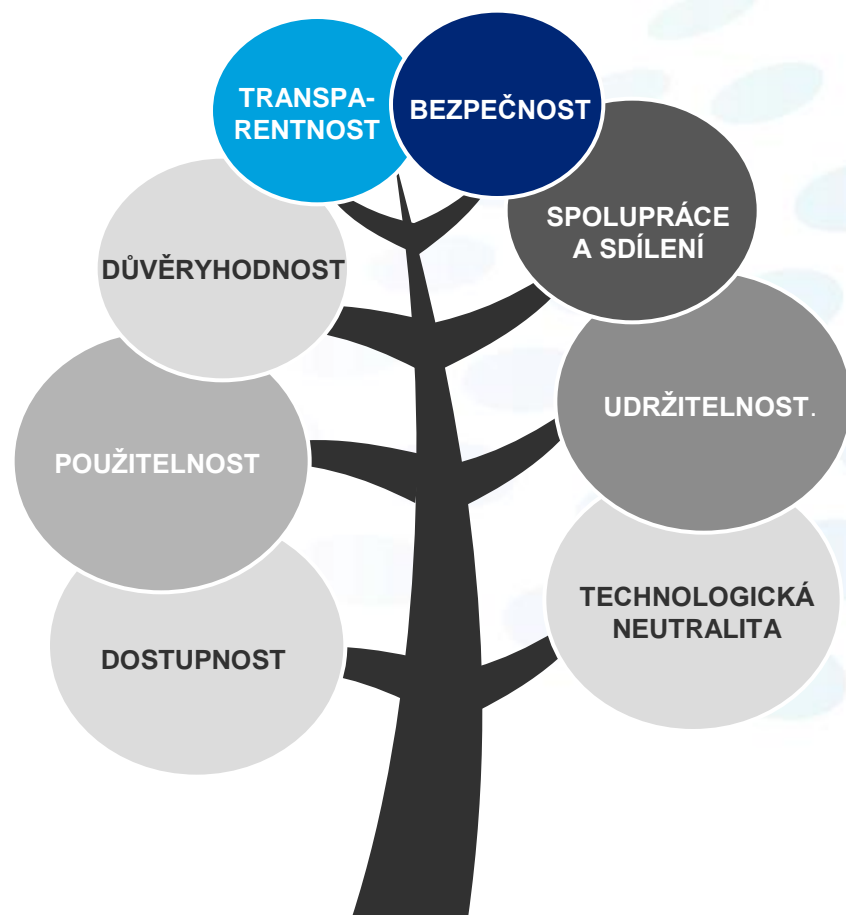 TRANSPA-
RENTNOST
BEZPEČNOST
SPOLUPRÁCE
A SDÍLENÍ
DŮVĚRYHODNOST
UDRŽITELNOST.
POUŽITELNOST
TECHNOLOGICKÁ
NEUTRALITA
DOSTUPNOST